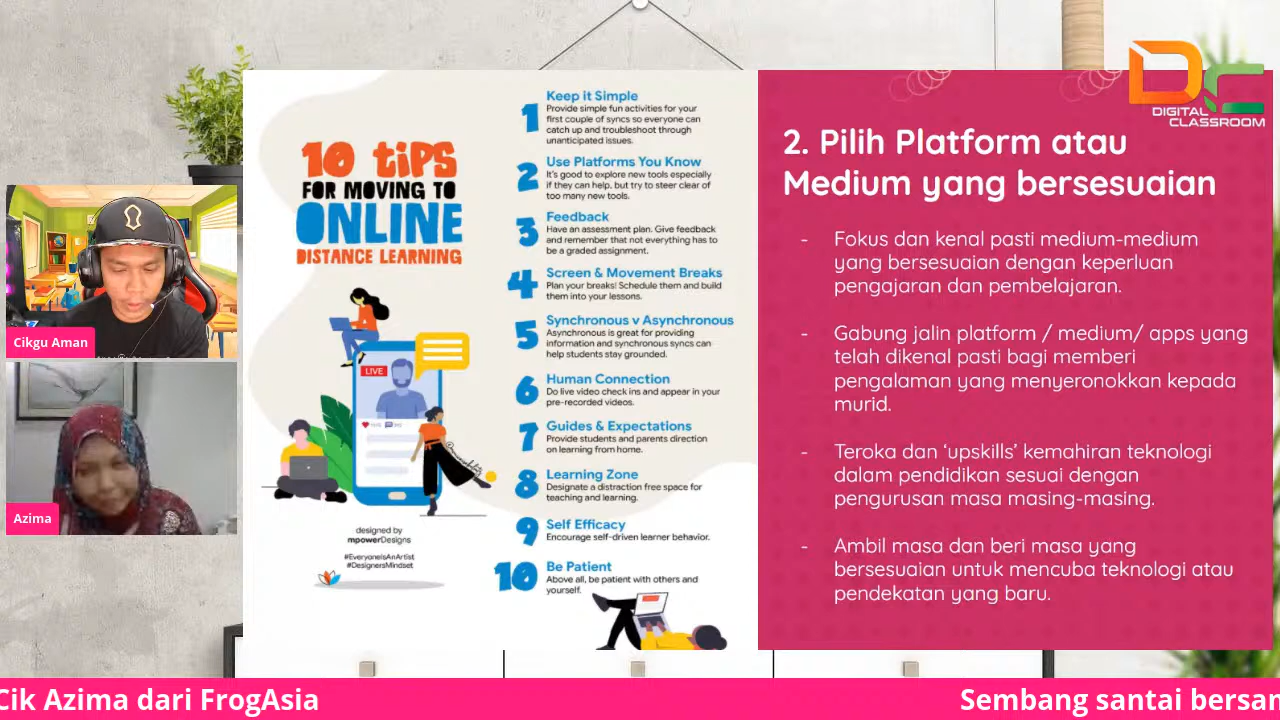 DIGITAL
CLASSROOM
10 tips
FOR MOVING TO
ONLINE
DISTANCE LEARNING
LIVE
designed by
mpowerDesigns
#EveryoneIsAnArtist
#DesignersMindset
1 Keep it Simple
Provide simple fun activities for your
first couple of syncs so everyone can
catch up and troubleshoot through
unanticipated issues.
2 Use Platforms You Know
It's good to explore new tools especially
if they can help, but try to steer clear of
too many new tools.
3 Feedback
Have an assessment plan. Give feedback
and remember that not everything has to
be a graded assignment.
4 Screen & Movement Breaks
Plan your breaks! Schedule them and build
them into your lessons.
5 Synchronous v Asynchronous
Asynchronous is great for providing
information and synchronous syncs can
help students stay grounded.
6 Human Connection
Do live video check ins and appear in your
pre-recorded videos.
7 Guides & Expectations
Provide students and parents direction
on learning from home.
8 Learning Zone
Designate a distraction free space for
teaching and learning.
9 Self Efficacy
Encourage self-driven learner behavior.
10 Be Patient
Above all, be patient with others and
yourself.
2. Pilih Platform atau
Medium yang bersesuaian
- Fokus dan kenal pasti medium-medium
yang bersesuaian dengan keperluan
pengajaran dan pembelajaran.
- Gabung jalin platform / medium/ apps yang
telah dikenal pasti bagi memberi
pengalaman yang menyeronokkan kepada
murid.
- Teroka dan ‘upskills’ kemahiran teknologi
dalam pendidikan sesuai dengan
pengurusan masa masing-masing.
- Ambil masa dan beri masa yang
bersesuaian untuk mencuba teknologi atau
pendekatan yang baru.
Cikgu Aman
Azima
Cik Azima dari FrogAsia
Sembang santai bersan